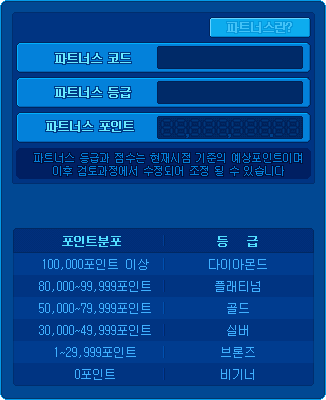 파트너스란?
파트너스 코드
파트너스 등급
파트너스 포인트
파트너스 등급과 점수는 현재시점 기준의 예상포인트이며
이후 검토과정에서 수정되어 조정 될 수 있습니다
포인트분포 등 급
100,000포인트 이상 다이아몬드
80,000~99,999포인트 플래티넘
50,000~79,999포인트 골드
30,000~49,999포인트 실버
1~29,999포인트 브론즈
0포인트 비기너